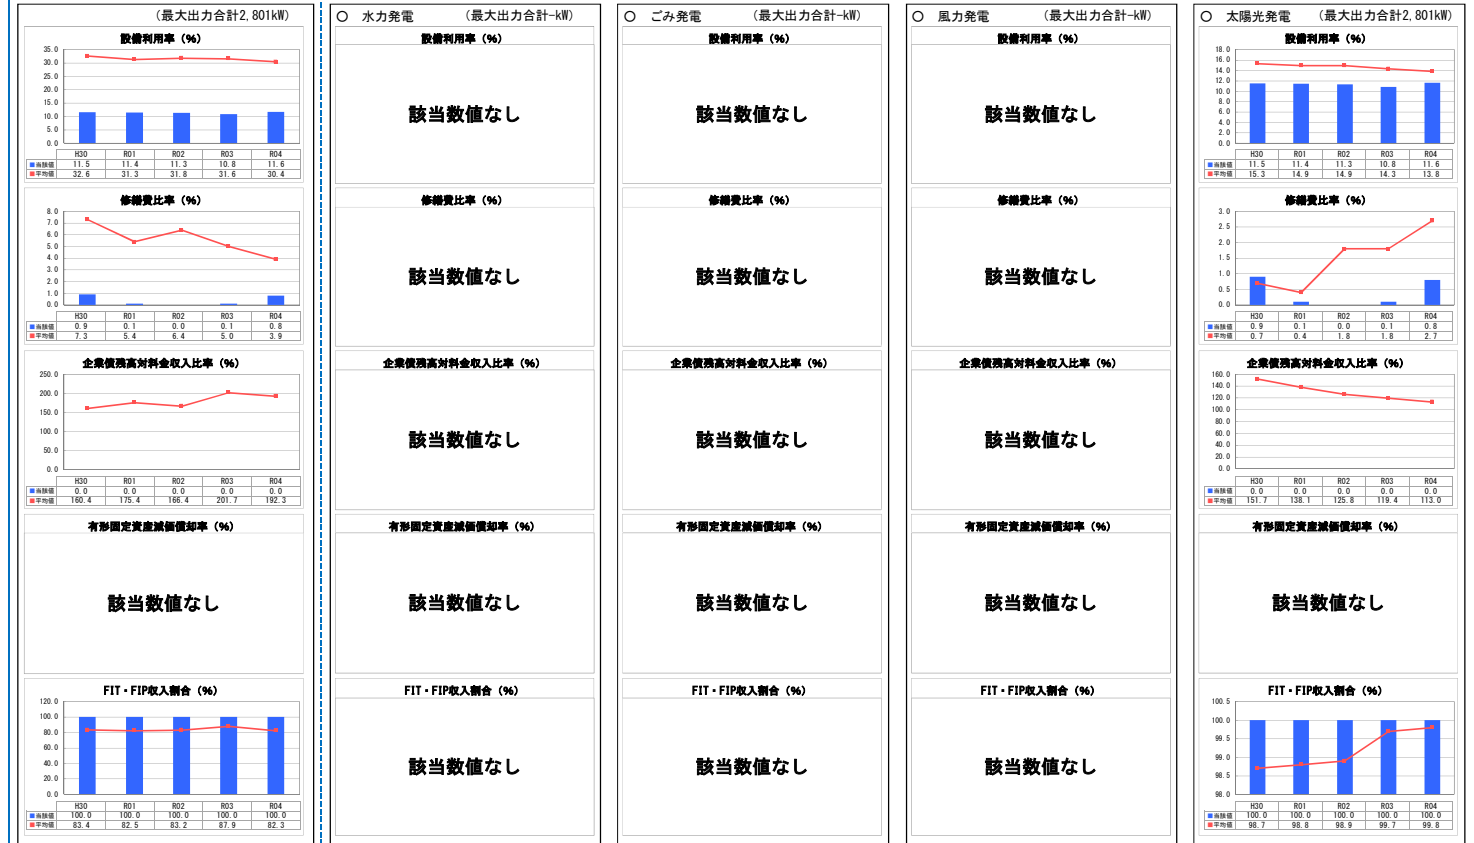 (最大出力合計2,801kW)
設備利用率 (%)
35.0
30.0
25.0
20.0
15.0
10.0
5.0
0.0
H30 R01 R02 R03 R04
当該値 11.5 11.4 11.3 10.8 11.6
平均値 32.6 31.3 31.8 31.6 30.4
修繕費比率 (%)
8.0
7.0
6.0
5.0
4.0
3.0
2.0
1.0
0.0
H30 R01 R02 R03 R04
当該値 0.9 0.1 0.0 0.1 0.8
平均値 7.3 5.4 6.4 5.0 3.9
企業債残高対料金収入比率 (%)
250.0
200.0
150.0
100.0
50.0
0.0
H30 R01 R02 R03 R04
当該値 0.0 0.0 0.0 0.0 0.0
平均値 160.4 175.4 166.4 201.7 192.3
有形固定資産減価償却率 (%)
該当数値なし
FIT・FIP収入割合 (%)
120.0
100.0
80.0
60.0
40.0
20.0
0.0
H30 R01 R02 R03 R04
当該値 100.0 100.0 100.0 100.0 100.0
平均値 83.4 82.5 83.2 87.9 82.3
○ 水力発電 (最大出力合計-kW)
設備利用率 (%)
該当数値なし
修繕費比率 (%)
該当数値なし
企業債残高対料金収入比率 (%)
該当数値なし
有形固定資産減価償却率 (%)
該当数値なし
FIT・FIP収入割合 (%)
該当数値なし
○ ごみ発電 (最大出力合計-kW)
設備利用率 (%)
該当数値なし
修繕費比率 (%)
該当数値なし
企業債残高対料金収入比率 (%)
該当数値なし
有形固定資産減価償却率 (%)
該当数値なし
FIT・FIP収入割合 (%)
該当数値なし
○ 風力発電 (最大出力合計-kW)
設備利用率 (%)
該当数値なし
修繕費比率 (%)
該当数値なし
企業債残高対料金収入比率 (%)
該当数値なし
有形固定資産減価償却率 (%)
該当数値なし
FIT・FIP収入割合 (%)
該当数値なし
○ 太陽光発電 (最大出力合計2,801kW)
設備利用率 (%)
18.0
16.0
14.0
12.0
10.0
8.0
6.0
4.0
2.0
0.0
H30 R01 R02 R03 R04
当該値 11.5 11.4 11.3 10.8 11.6
平均値 15.3 14.9 14.9 14.3 13.8
修繕費比率 (%)
3.0
2.5
2.0
1.5
1.0
0.5
0.0
H30 R01 R02 R03 R04
当該値 0.9 0.1 0.0 0.1 0.8
平均値 0.7 0.4 1.8 1.8 2.7
企業債残高対料金収入比率 (%)
160.0
140.0
120.0
100.0
80.0
60.0
40.0
20.0
0.0
H30 R01 R02 R03 R04
当該値 0.0 0.0 0.0 0.0 0.0
平均値 151.7 138.1 125.8 119.4 113.0
有形固定資産減価償却率 (%)
該当数値なし
FIT・FIP収入割合 (%)
100.5
100.0
99.5
99.0
98.5
98.0
H30 R01 R02 R03 R04
当該値 100.0 100.0 100.0 100.0 100.0
平均値 98.7 98.8 98.9 99.7 99.8